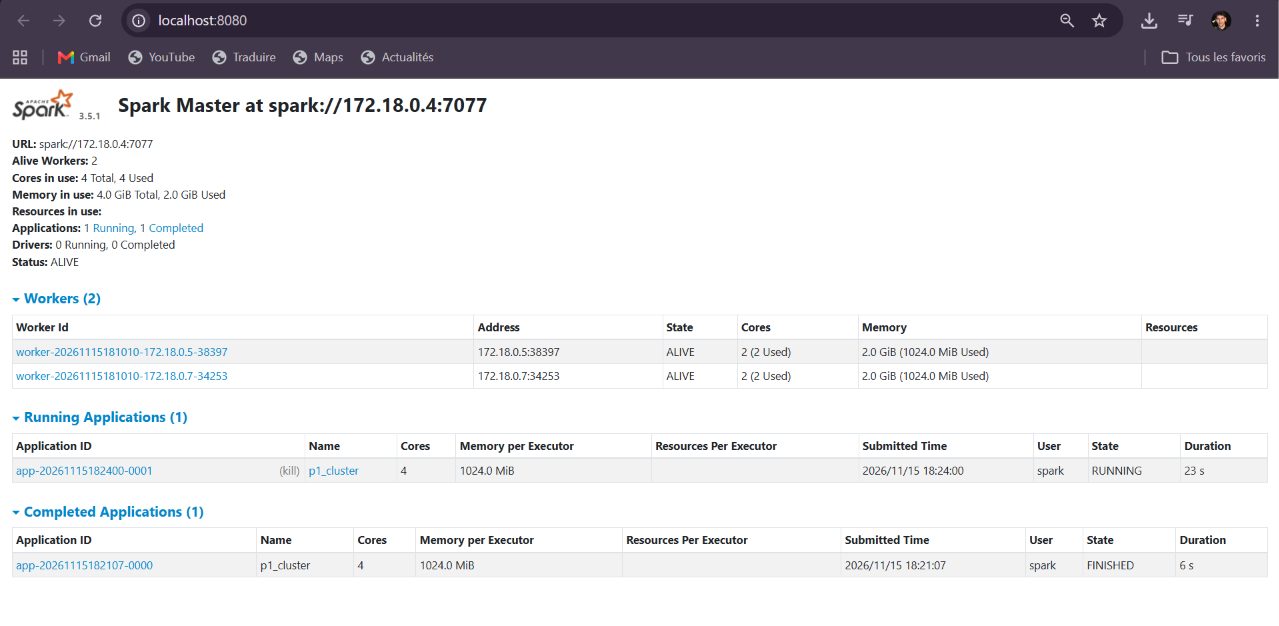 localhost:8080
Gmail YouTube Traduire Maps Actualités Tous les favoris
APACHE Spark 3.5.1 Spark Master at spark://172.18.0.4:7077
URL: spark://172.18.0.4:7077
Alive Workers: 2
Cores in use: 4 Total, 4 Used
Memory in use: 4.0 GiB Total, 2.0 GiB Used
Resources in use:
Applications: 1 Running, 1 Completed
Drivers: 0 Running, 0 Completed
Status: ALIVE
Workers (2)
Worker Id Address State Cores Memory Resources
worker-20261115181010-172.18.0.5-38397 172.18.0.5:38397 ALIVE 2 (2 Used) 2.0 GiB (1024.0 MiB Used)
worker-20261115181010-172.18.0.7-34253 172.18.0.7:34253 ALIVE 2 (2 Used) 2.0 GiB (1024.0 MiB Used)
Running Applications (1)
Application ID Name Cores Memory per Executor Resources Per Executor Submitted Time User State Duration
app-20261115182400-0001 (kill) p1_cluster 4 1024.0 MiB 2026/11/15 18:24:00 spark RUNNING 23 s
Completed Applications (1)
Application ID Name Cores Memory per Executor Resources Per Executor Submitted Time User State Duration
app-20261115182107-0000 p1_cluster 4 1024.0 MiB 2026/11/15 18:21:07 spark FINISHED 6 s